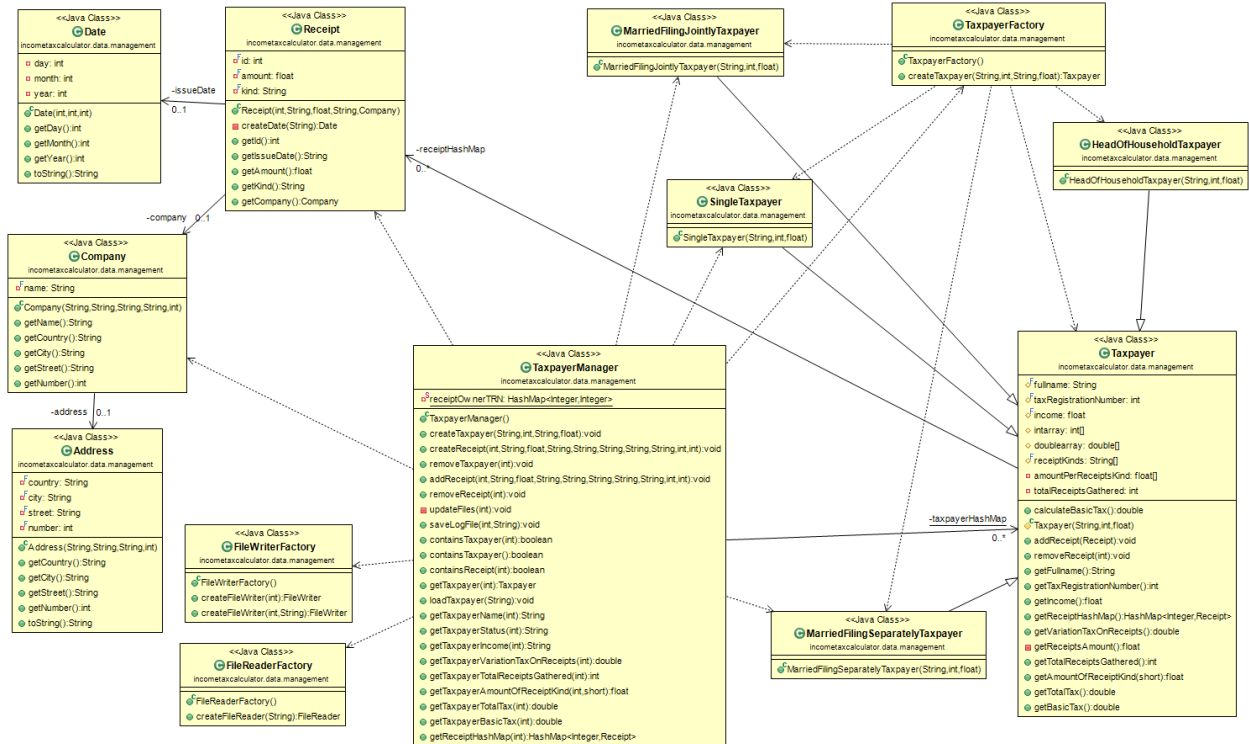 <<Java Class>>
Date
incometaxcalculator.data.management
day: int
month: int
year: int
Date(int,int,int)
getDay():int
getMonth():int
getYear():int
toString():String
-issueDate
0..1
<<Java Class>>
Receipt
incometaxcalculator.data.management
id: int
amount: float
kind: String
Receipt(int,String,float,String,Company)
createDate(String):Date
getId():int
getIssueDate():String
getAmount():float
getKind():String
getCompany():Company
-company
0..1
-receiptHashMap
0..*
<<Java Class>>
MarriedFilingJointlyTaxpayer
incometaxcalculator.data.management
MarriedFilingJointlyTaxpayer(String,int,float)
<<Java Class>>
TaxpayerFactory
incometaxcalculator.data.management
TaxpayerFactory()
createTaxpayer(String,int,String,float):Taxpayer
<<Java Class>>
HeadOfHouseholdTaxpayer
incometaxcalculator.data.management
HeadOfHouseholdTaxpayer(String,int,float)
<<Java Class>>
SingleTaxpayer
incometaxcalculator.data.management
SingleTaxpayer(String,int,float)
<<Java Class>>
Company
incometaxcalculator.data.management
name: String
Company(String,String,String,String,int)
getName():String
getCountry():String
getCity():String
getStreet():String
getNumber():int
-address
0..1
<<Java Class>>
Address
incometaxcalculator.data.management
country: String
city: String
street: String
number: int
Address(String,String,String,int)
getCountry():String
getCity():String
getStreet():String
getNumber():int
toString():String
<<Java Class>>
FileWriterFactory
incometaxcalculator.data.management
FileWriterFactory()
createFileWriter(int):FileWriter
createFileWriter(int,String):FileWriter
<<Java Class>>
FileReaderFactory
incometaxcalculator.data.management
FileReaderFactory()
createFileReader(String):FileReader
<<Java Class>>
TaxpayerManager
incometaxcalculator.data.management
receiptOwnerTRN: HashMap<Integer,Integer>
TaxpayerManager()
createTaxpayer(String,int,String,float):void
createReceipt(int,String,float,String,String,String,String,String,int,int):void
removeTaxpayer(int):void
addReceipt(int,String,float,String,String,String,String,String,int,int):void
removeReceipt(int):void
updateFiles(int):void
saveLogFile(int,String):void
containsTaxpayer(int):boolean
containsTaxpayer():boolean
containsReceipt(int):boolean
getTaxpayer(int):Taxpayer
loadTaxpayer(String):void
getTaxpayerName(int):String
getTaxpayerStatus(int):String
getTaxpayerIncome(int):String
getTaxpayerVariationTaxOnReceipts(int):double
getTaxpayerTotalReceiptsGathered(int):int
getTaxpayerAmountOfReceiptKind(int,short):float
getTaxpayerTotalTax(int):double
getTaxpayerBasicTax(int):double
getReceiptHashMap(int):HashMap<Integer,Receipt>
-taxpayerHashMap
0..*
<<Java Class>>
MarriedFilingSeparatelyTaxpayer
incometaxcalculator.data.management
MarriedFilingSeparatelyTaxpayer(String,int,float)
<<Java Class>>
Taxpayer
incometaxcalculator.data.management
fullname: String
taxRegistrationNumber: int
income: float
intarray: int[]
doublearray: double[]
receiptKinds: String[]
amountPerReceiptsKind: float[]
totalReceiptsGathered: int
calculateBasicTax():double
Taxpayer(String,int,float)
addReceipt(Receipt):void
removeReceipt(int):void
getFullname():String
getTaxRegistrationNumber():int
getIncome():float
getReceiptHashMap():HashMap<Integer,Receipt>
getVariationTaxOnReceipts():double
getReceiptsAmount():float
getTotalReceiptsGathered():int
getAmountOfReceiptKind(short):float
getTotalTax():double
getBasicTax():double